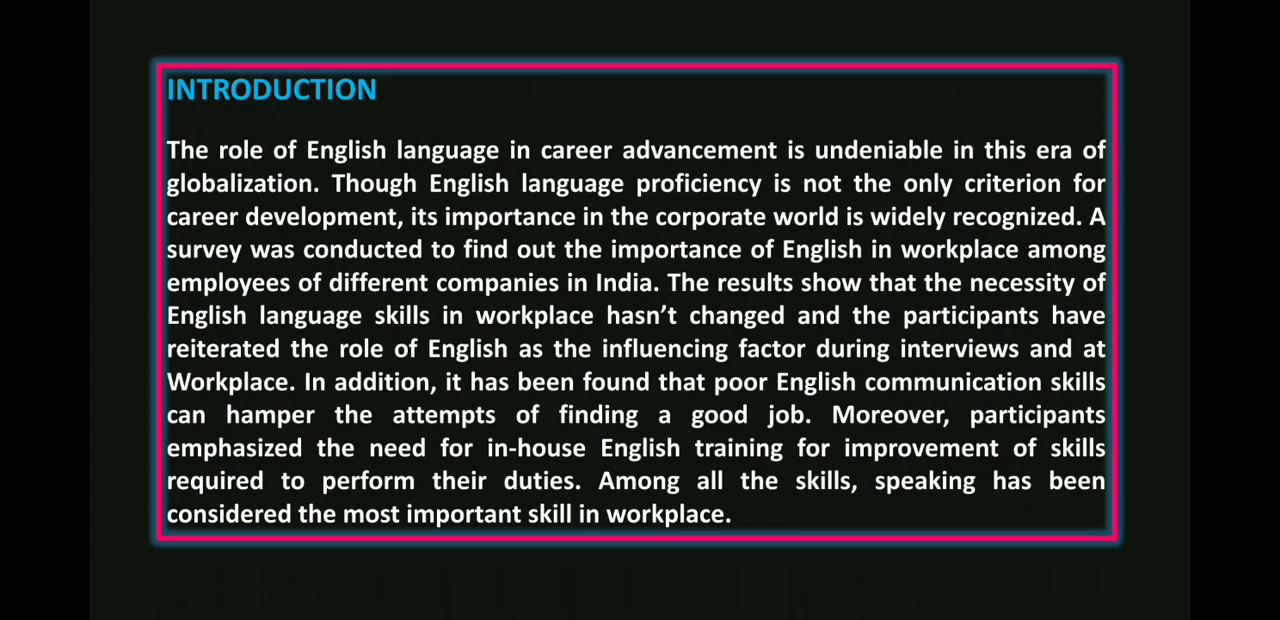 INTRODUCTION
The role of English language in career advancement is undeniable in this era of
globalization. Though English language proficiency is not the only criterion for
career development, its importance in the corporate world is widely recognized. A
survey was conducted to find out the importance of English in workplace among
employees of different companies in India. The results show that the necessity of
English language skills in workplace hasn’t changed and the participants have
reiterated the role of English as the influencing factor during interviews and at
Workplace. In addition, it has been found that poor English communication skills
can hamper the attempts of finding a good job. Moreover, participants
emphasized the need for in-house English training for improvement of skills
required to perform their duties. Among all the skills, speaking has been
considered the most important skill in workplace.